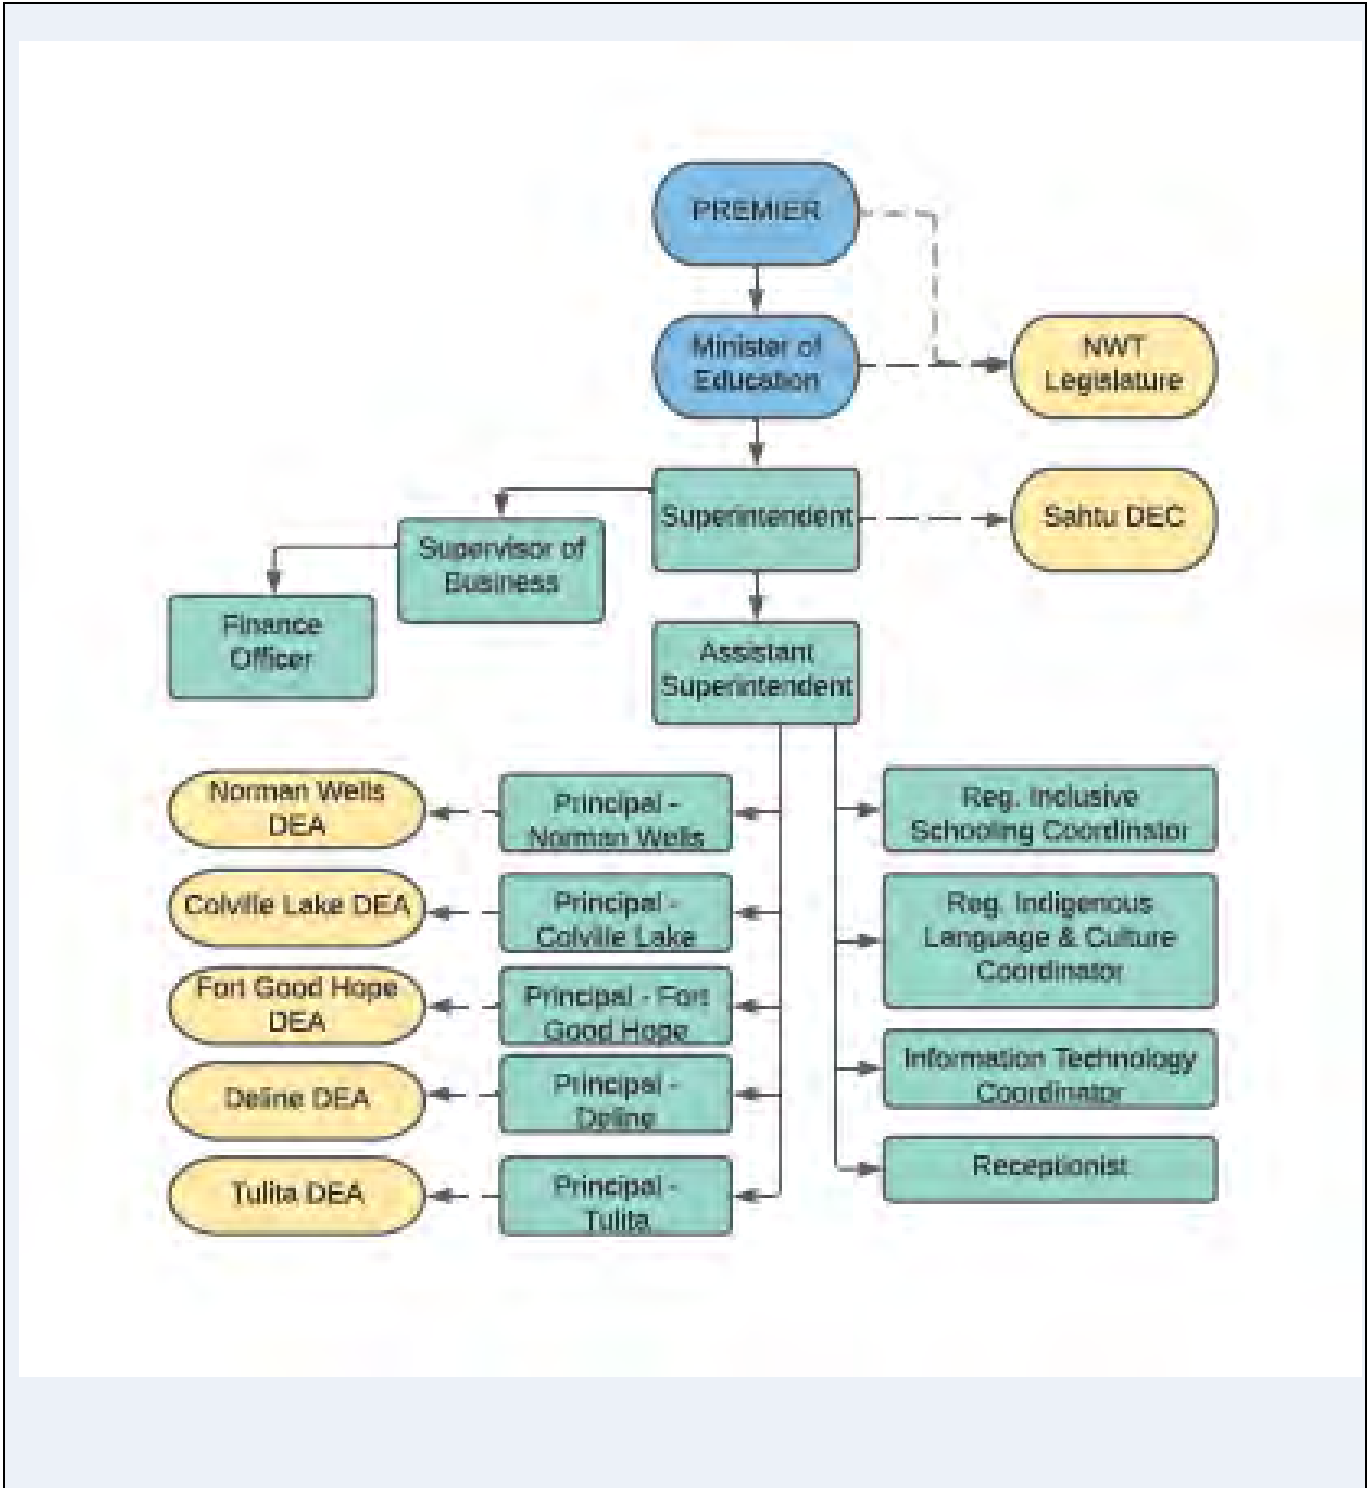 PREMIER
Minister of
Education
NWT
Legislature
Superintendent
Sahtu DEC
Supervisor of
Business
Finance
Officer
Assistant
Superintendent
Norman Wells
DEA
Principal -
Norman Wells
Reg. Inclusive
Schooling Coordinator
Colville Lake DEA
Principal -
Colville Lake
Reg. Indigenous
Language & Culture
Coordinator
Fort Good Hope
DEA
Principal - Fort
Good Hope
Information Technology
Coordinator
Deline DEA
Principal -
Deline
Receptionist
Tulita DEA
Principal -
Tulita